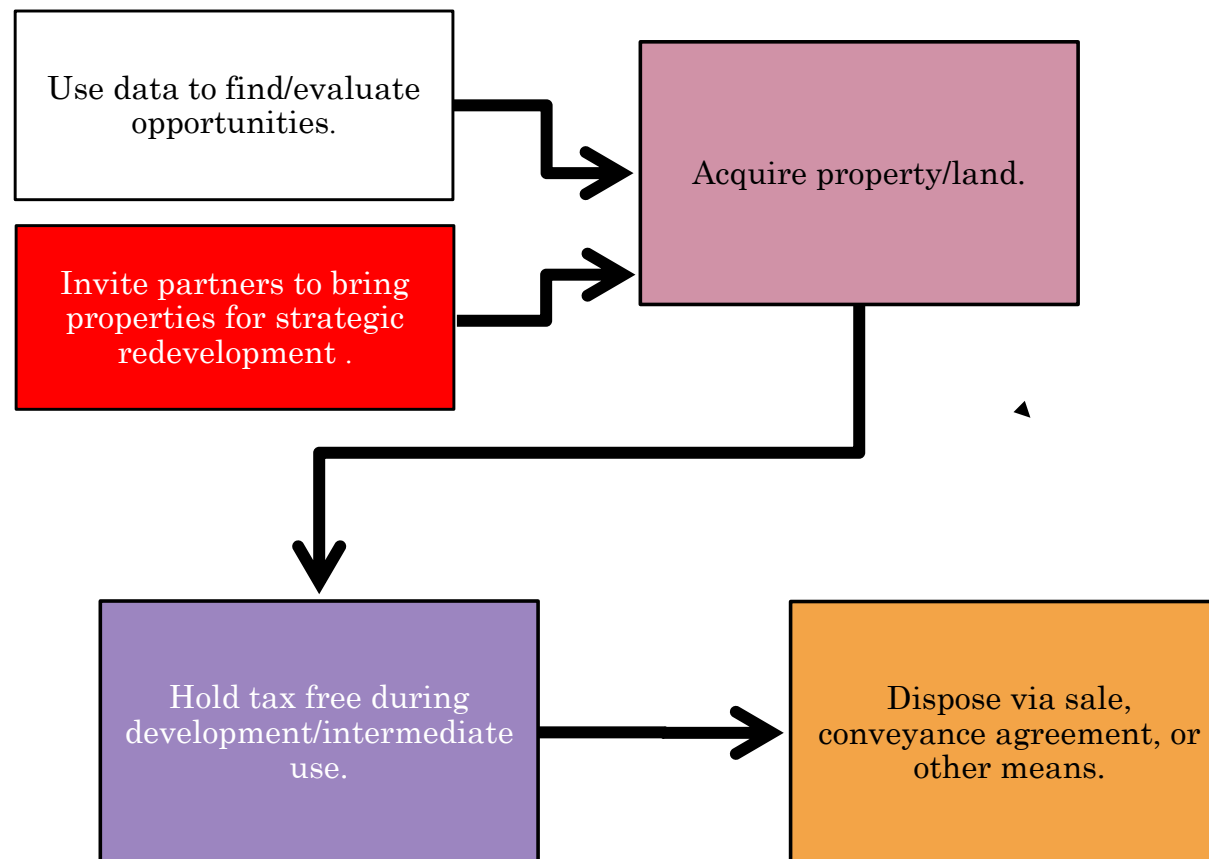 Use data to find/evaluate
opportunities.
Acquire property/land.
Invite partners to bring
properties for strategic
redevelopment .
Hold tax free during
development/intermediate
use.
Dispose via sale,
conveyance agreement, or
other means.